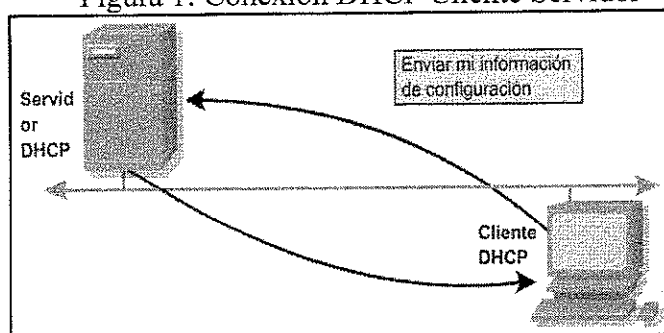 Figura 1: Conexión DHCP Cliente Servidor
Enviar mi información
de configuración
Servid
or
DHCP
Cliente
DHCP